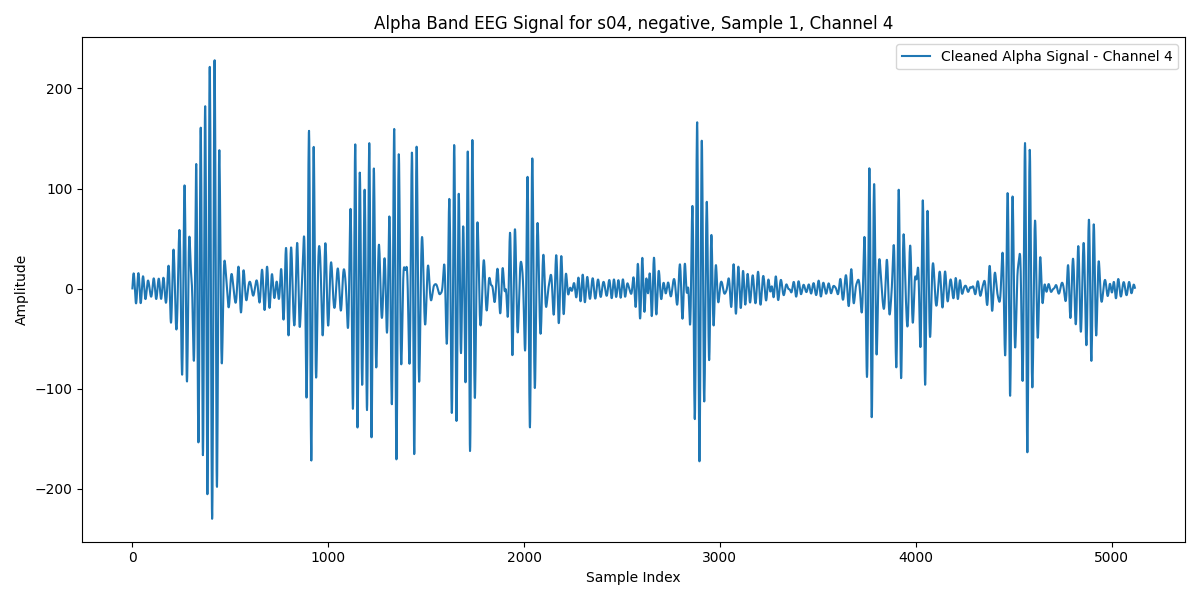 Alpha Band EEG Signal for s04, negative, Sample 1, Channel 4
Cleaned Alpha Signal - Channel 4
Amplitude
200
100
0
−100
−200
0 1000 2000 3000 4000 5000
Sample Index